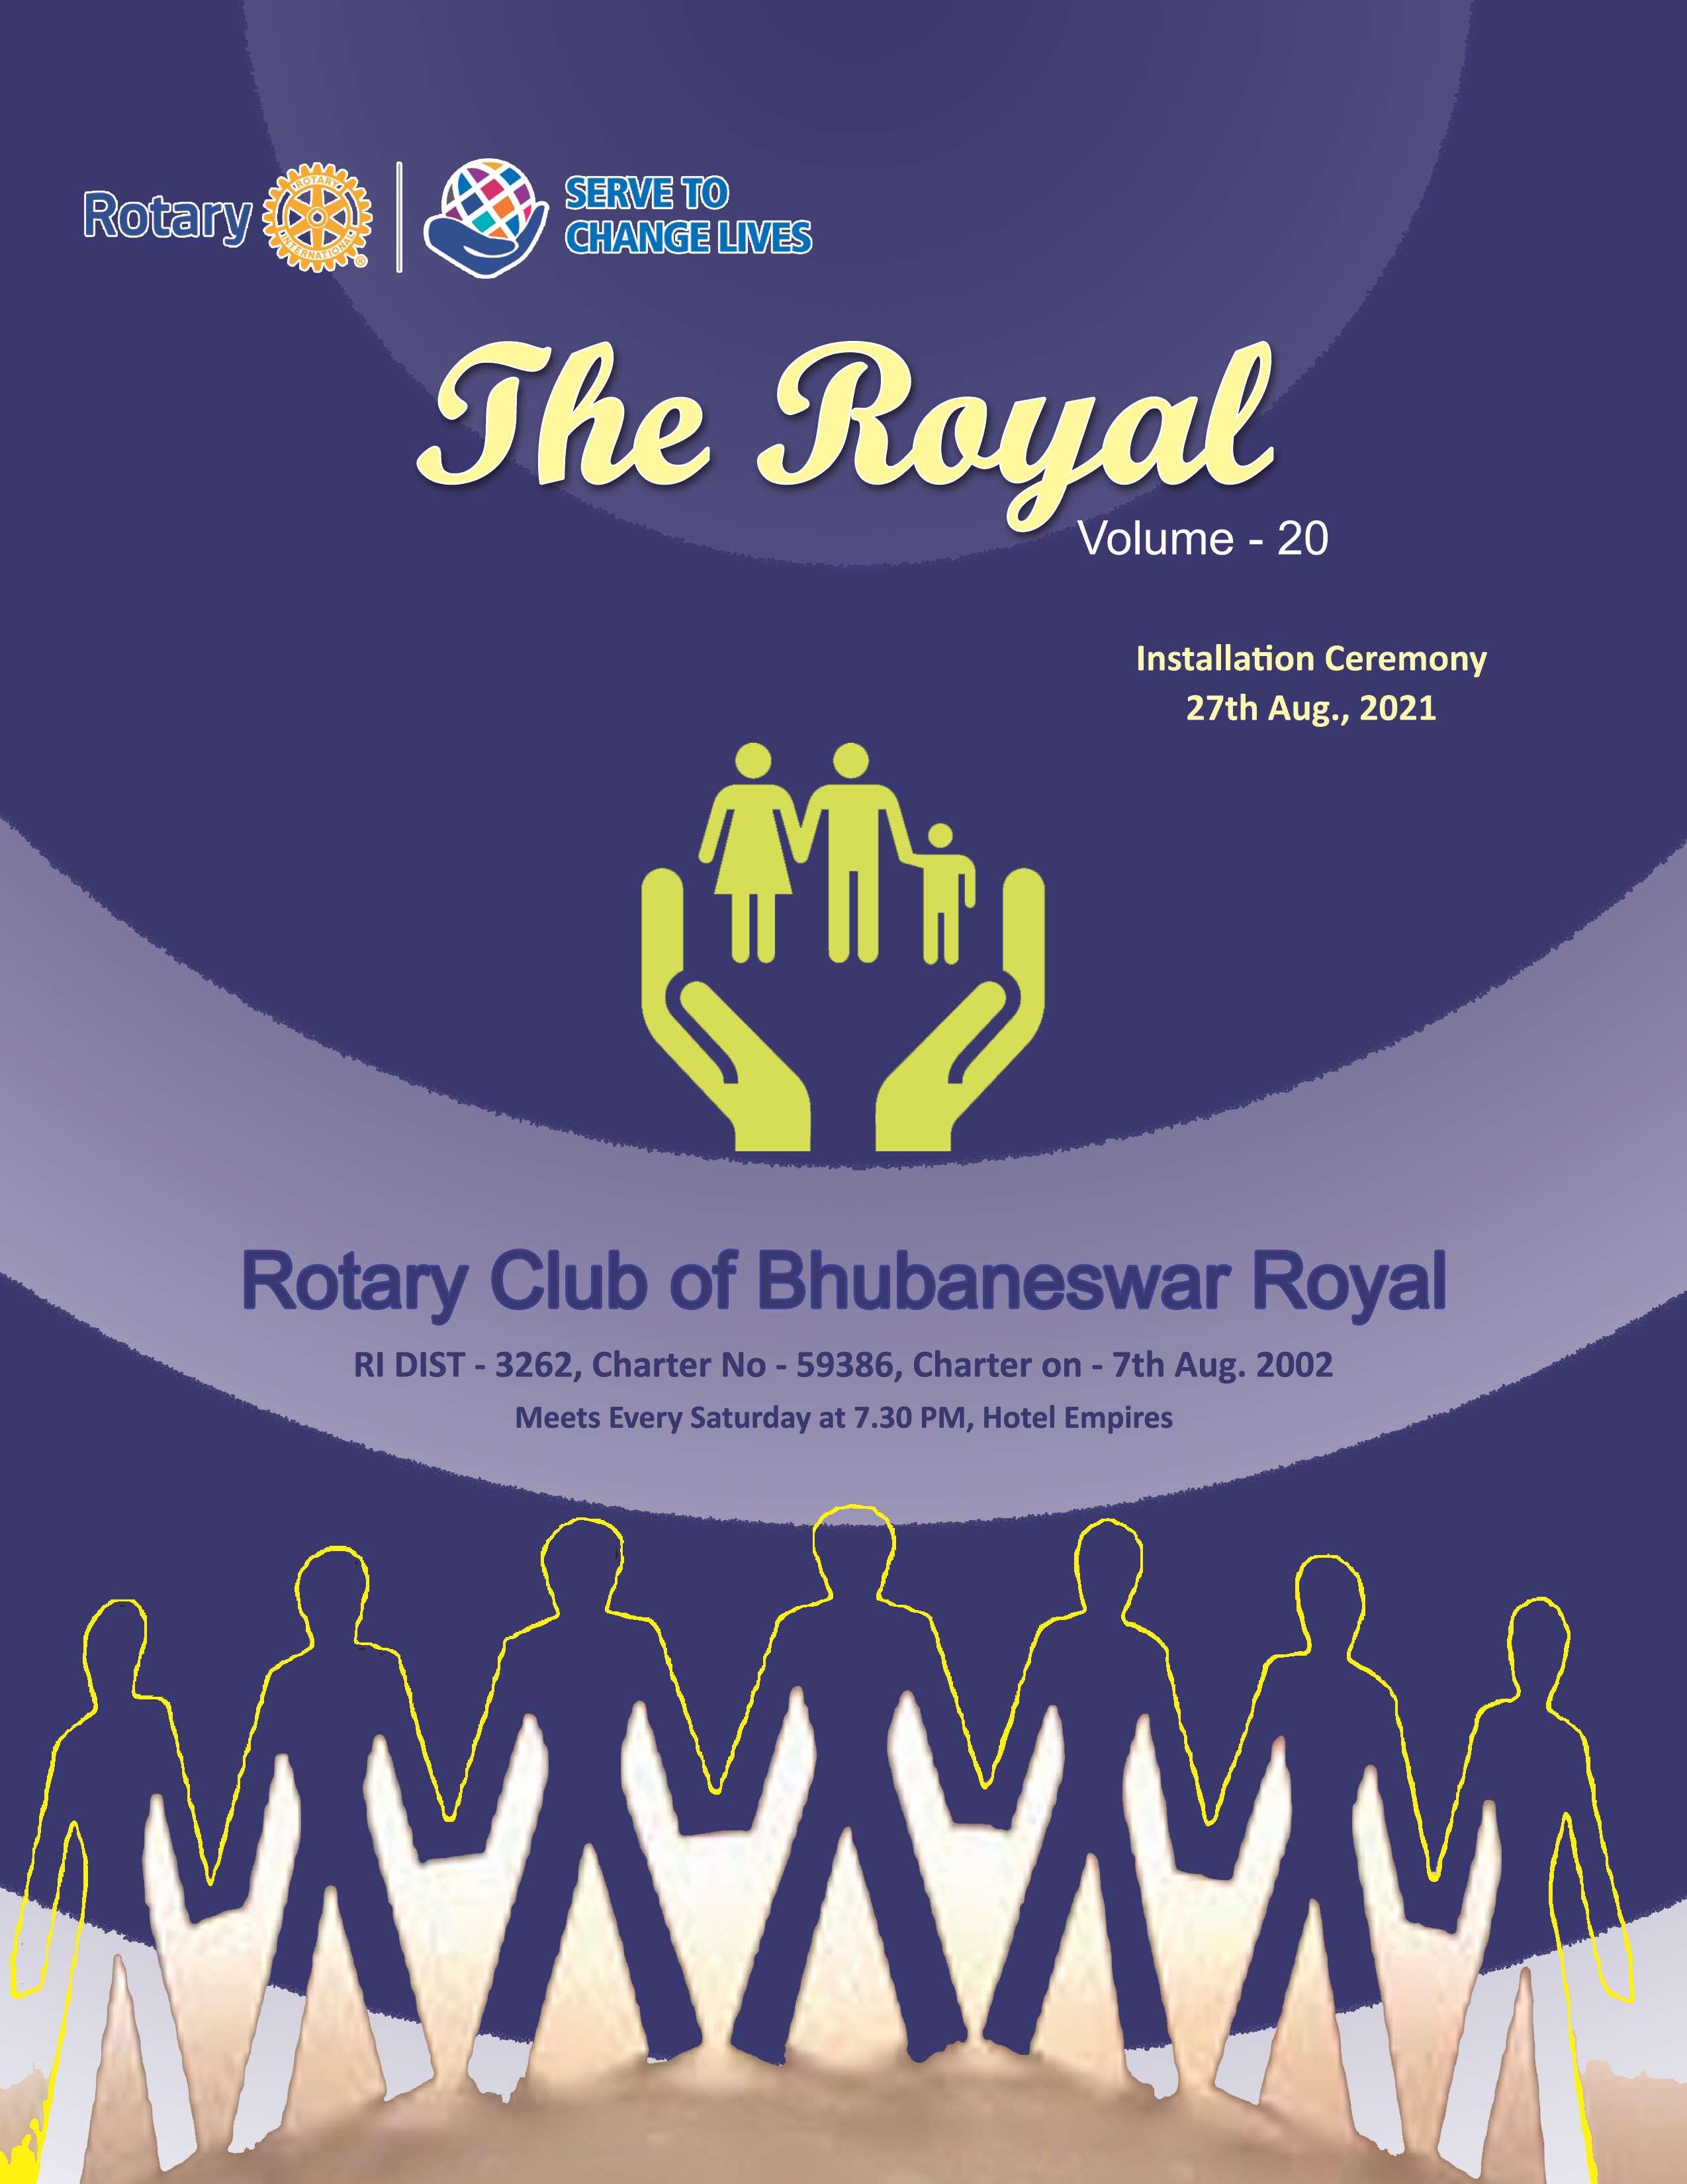 Rotary
ROTARY
INTERNATIONAL
®
SERVE TO
CHANGE LIVES
The Royal
Volume - 20
Installation Ceremony
27th Aug., 2021
Rotary Club of Bhubaneswar Royal
RI DIST - 3262, Charter No - 59386, Charter on - 7th Aug. 2002
Meets Every Saturday at 7.30 PM, Hotel Empires